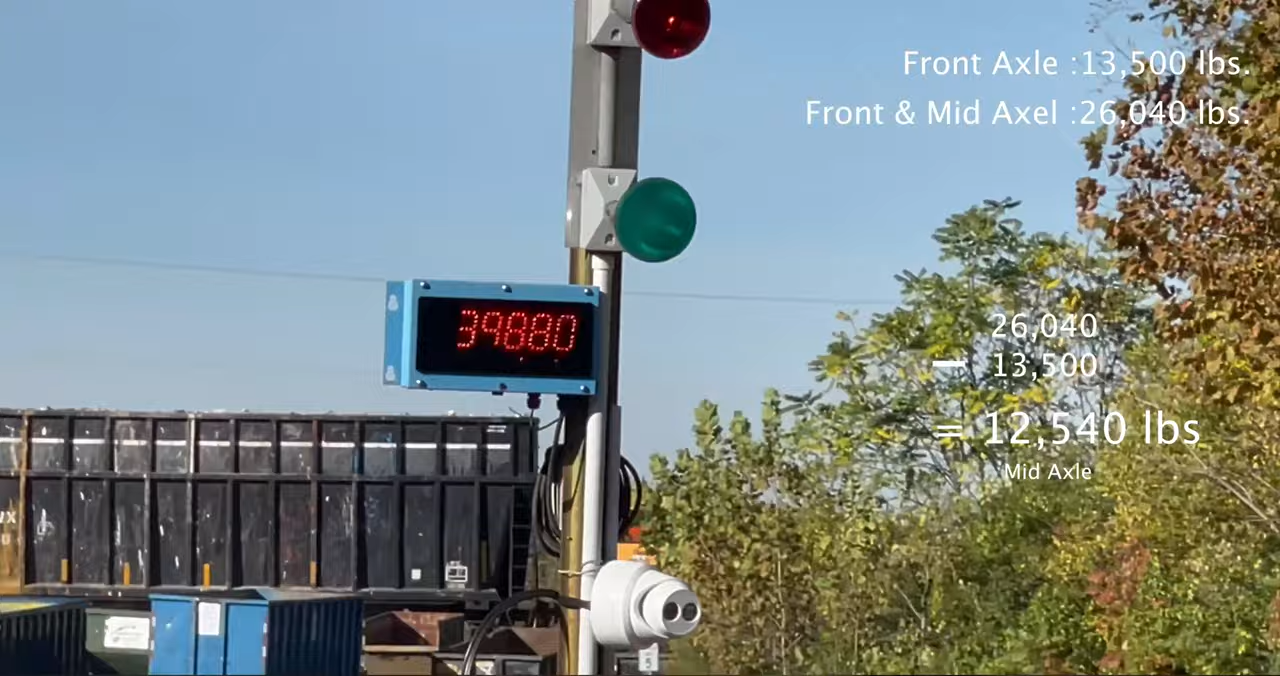 Front Axle :13,500 lbs.
Front & Mid Axel :26,040 lbs.
39880
26,040
— 13,500
= 12,540 lbs
Mid Axle